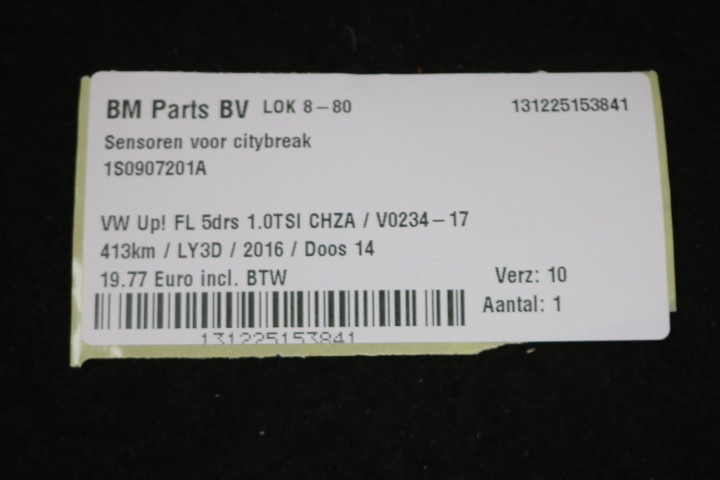 BM Parts BV LOK 8-80 131225153841
Sensoren voor citybreak
1S0907201A
VW Up! FL 5drs 1.0TSI CHZA / V0234-17
413km / LY3D / 2016 / Doos 14
19.77 Euro incl. BTW Verz: 10
Aantal: 1
131225153841